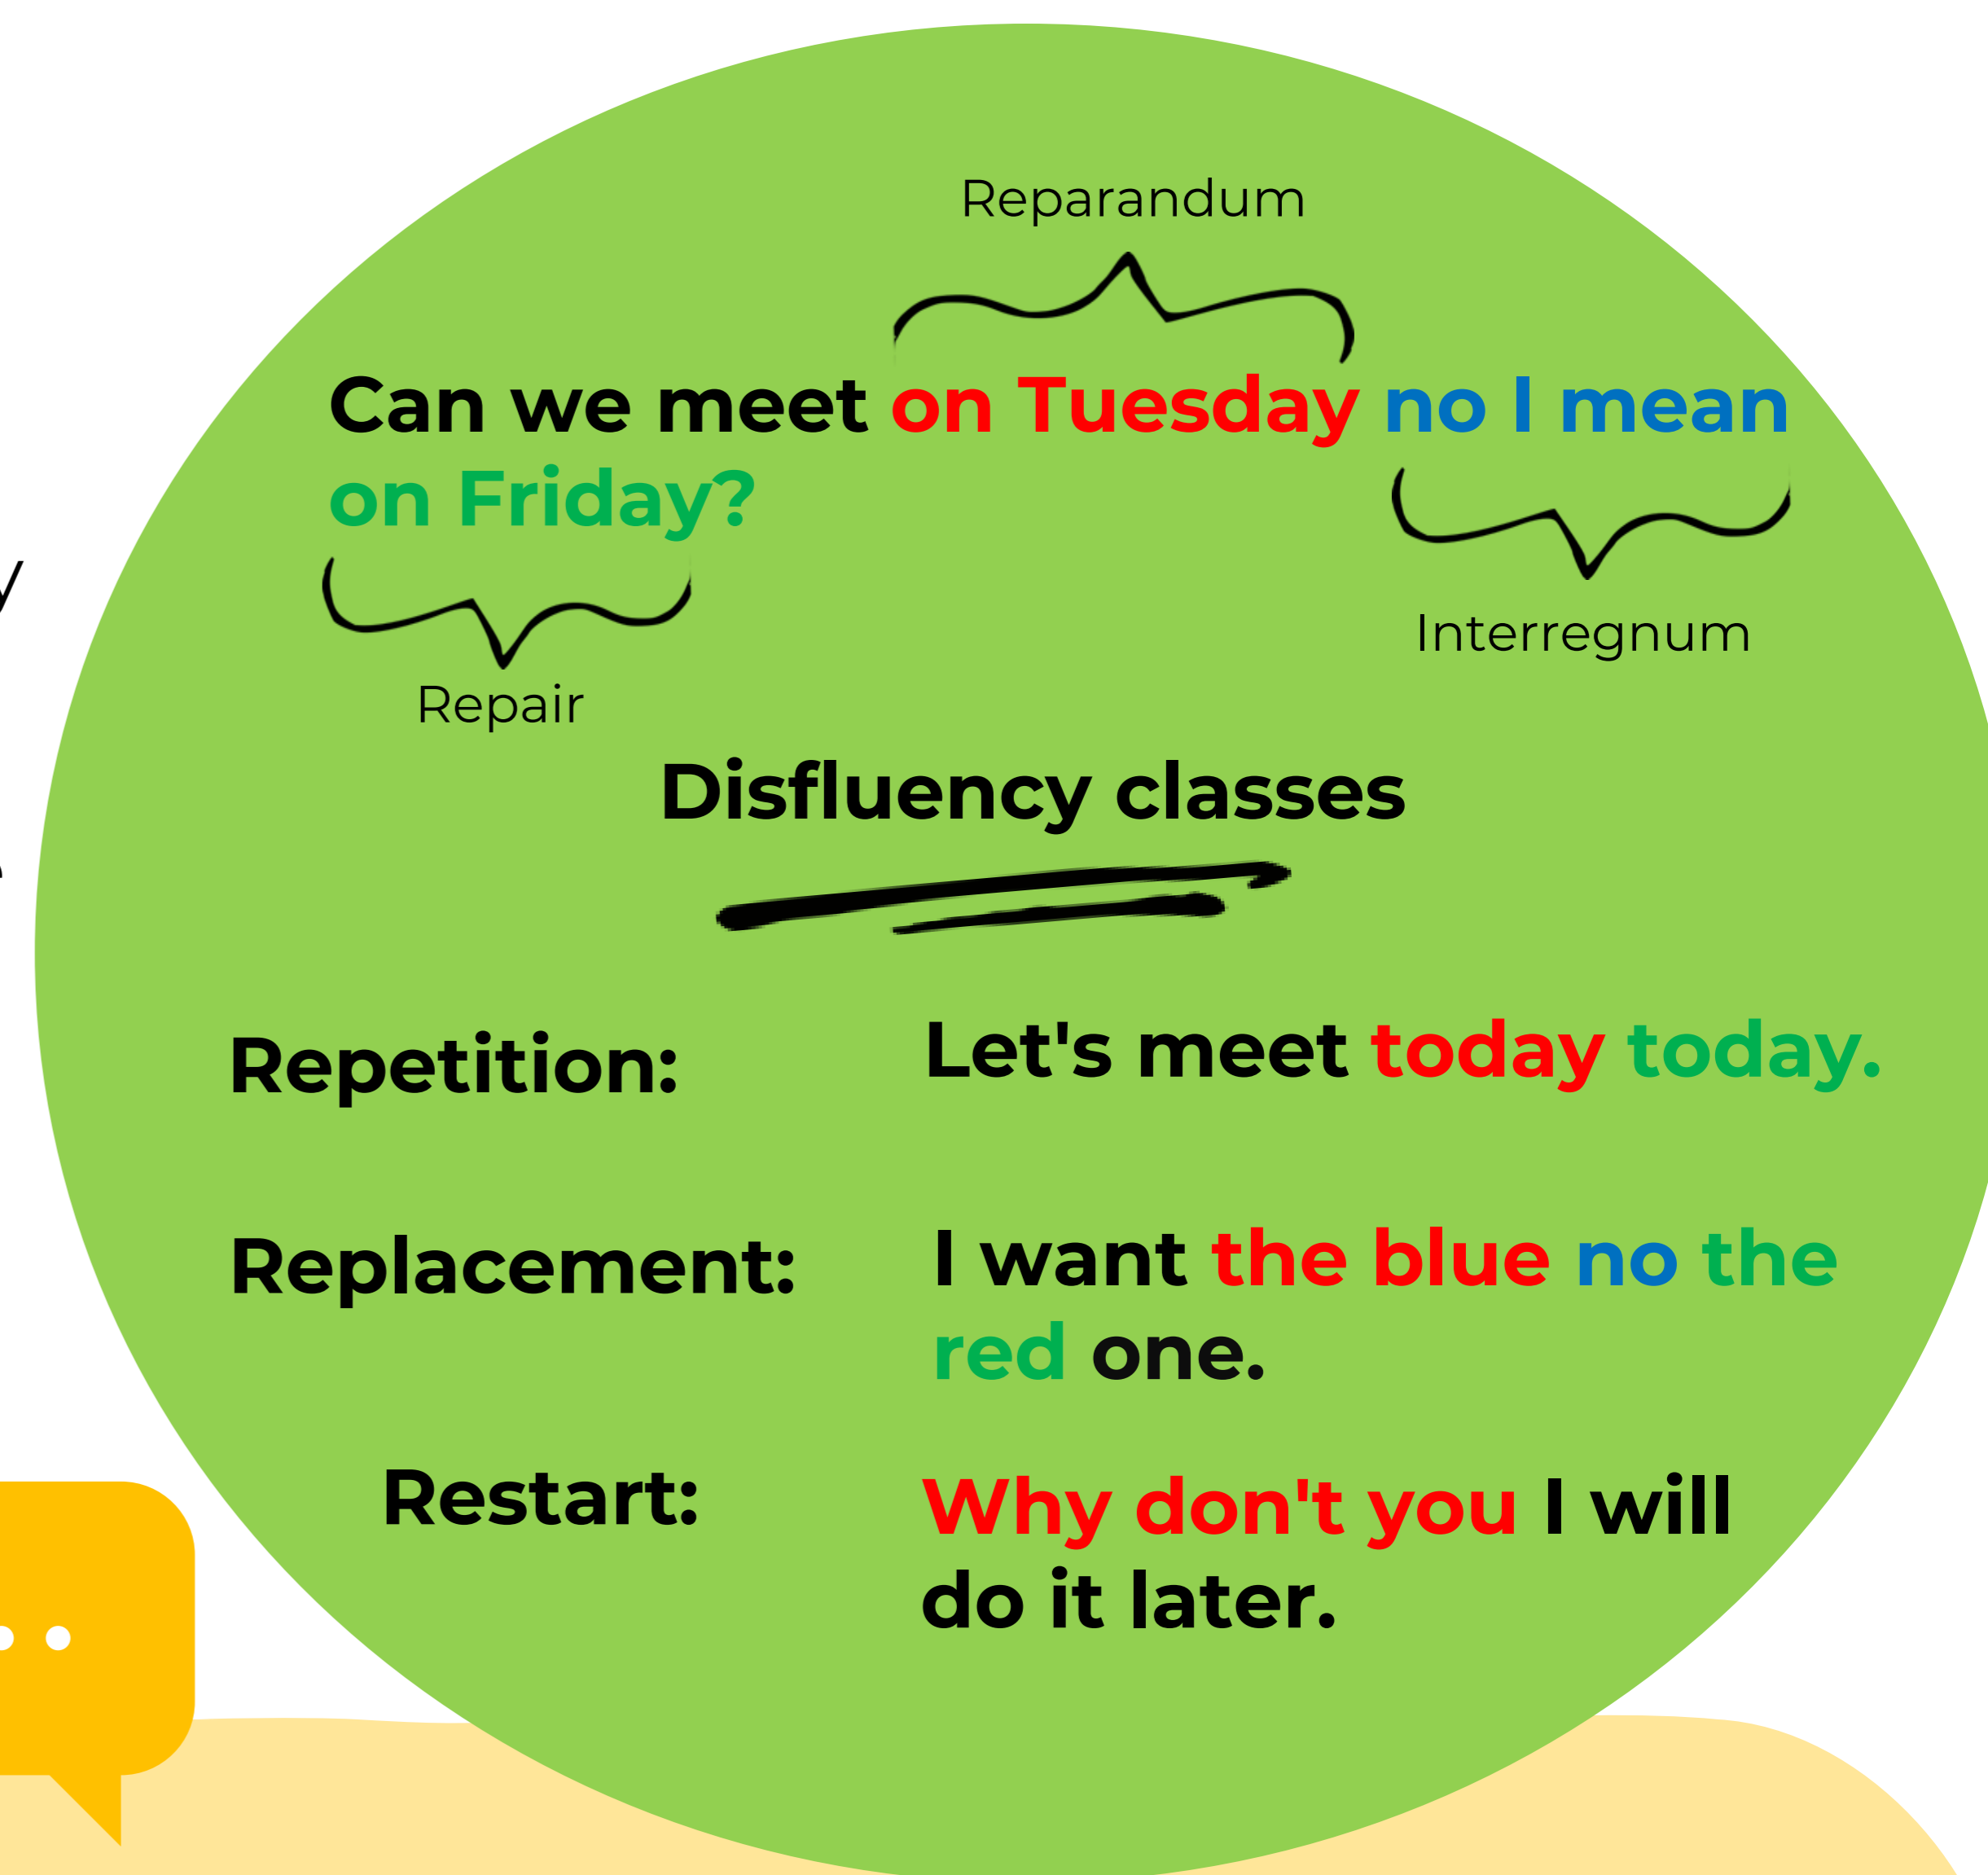 Reparandum
Can we meet on Tuesday no I mean
on Friday?
Interregnum
Repair
Disfluency classes
Repetition:
Let's meet today today.
Replacement:
I want the blue no the
red one.
Restart:
Why don't you I will
do it later.